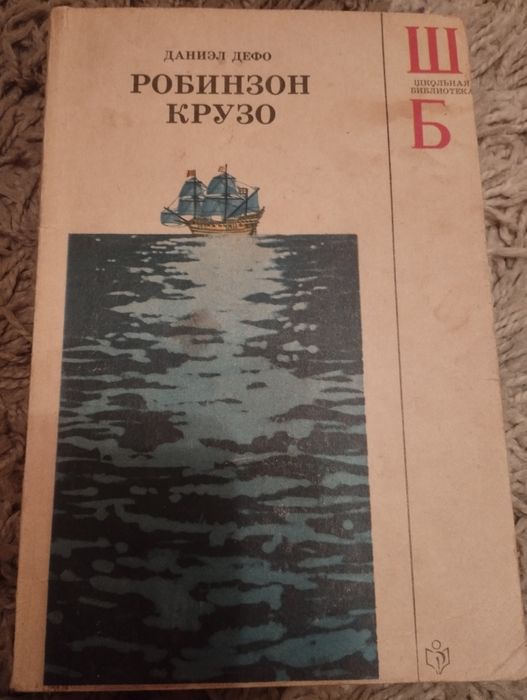 ДАНИЭЛ ДЕФО
РОБИНЗОН
КРУЗО
Ш
ШКОЛЬНАЯ
БИБЛИОТЕКА
Б